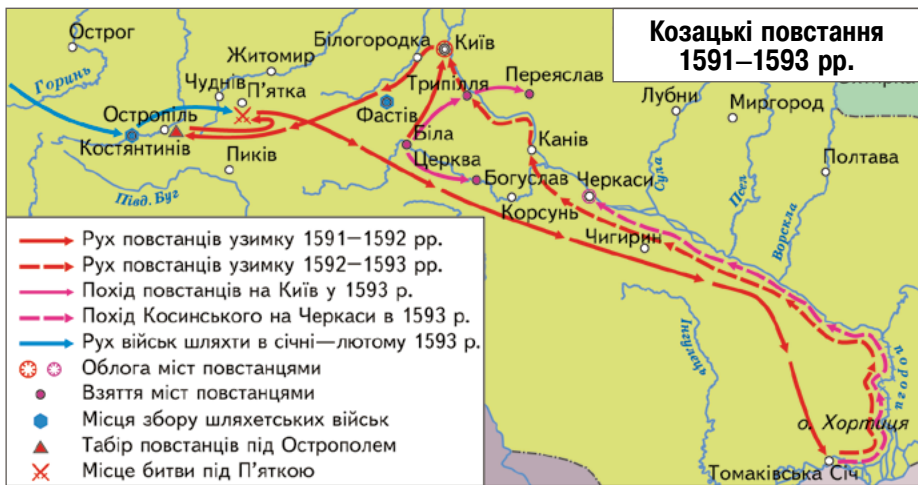 Козацькі повстання
1591–1593 рр.
Острог
Горинь
Житомир
Білогородка
Київ
Чуднів
П'ятка
Трипілля
Переяслав
Фастів
Остропіль
Костянтинів
Пиків
Півд. Буг
Біла
Церква
Канів
Богуслав
Корсунь
Черкаси
Чигирин
Лубни
Миргород
Полтава
Сула
Псел
Ворскла
Інгулець
пороги
о. Хортиця
Томаківська Січ
Рух повстанців узимку 1591–1592 рр.
Рух повстанців узимку 1592–1593 рр.
Похід повстанців на Київ у 1593 р.
Похід Косинського на Черкаси в 1593 р.
Рух військ шляхти в січні—лютому 1593 р.
Облога міст повстанцями
Взяття міст повстанцями
Місця збору шляхетських військ
Табір повстанців під Острополем
Місце битви під П'яткою